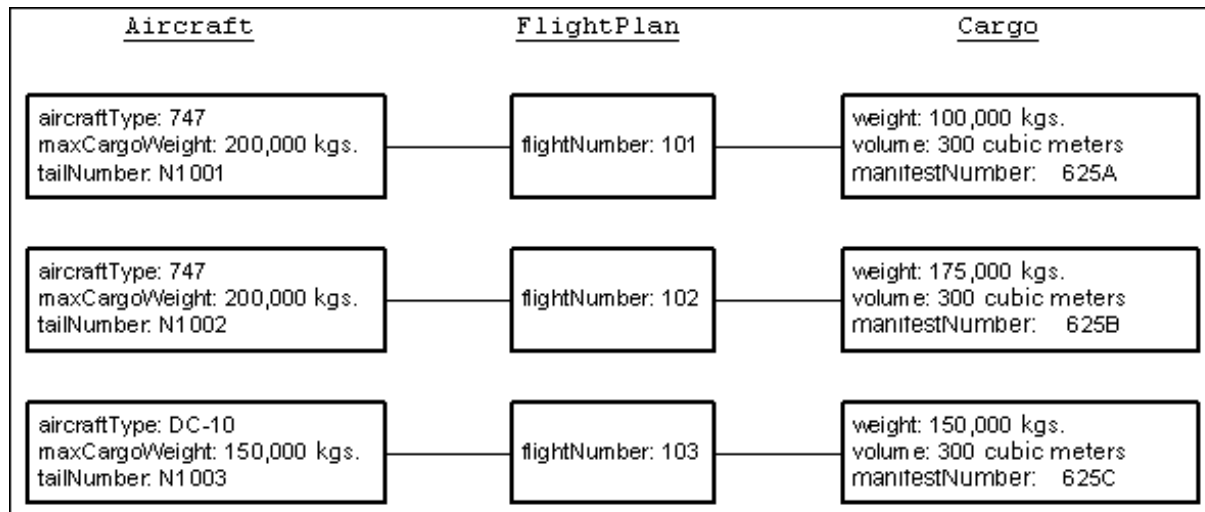 Aircraft FlightPlan Cargo
aircraftType: 747
maxCargoWeight: 200,000 kgs.
tailNumber: N1001
flightNumber: 101
weight: 100,000 kgs.
volume: 300 cubic meters
manifestNumber: 625A
aircraftType: 747
maxCargoWeight: 200,000 kgs.
tailNumber: N1002
flightNumber: 102
weight: 175,000 kgs.
volume: 300 cubic meters
manifestNumber: 625B
aircraftType: DC-10
maxCargoWeight: 150,000 kgs.
tailNumber: N1003
flightNumber: 103
weight: 150,000 kgs.
volume: 300 cubic meters
manifestNumber: 625C